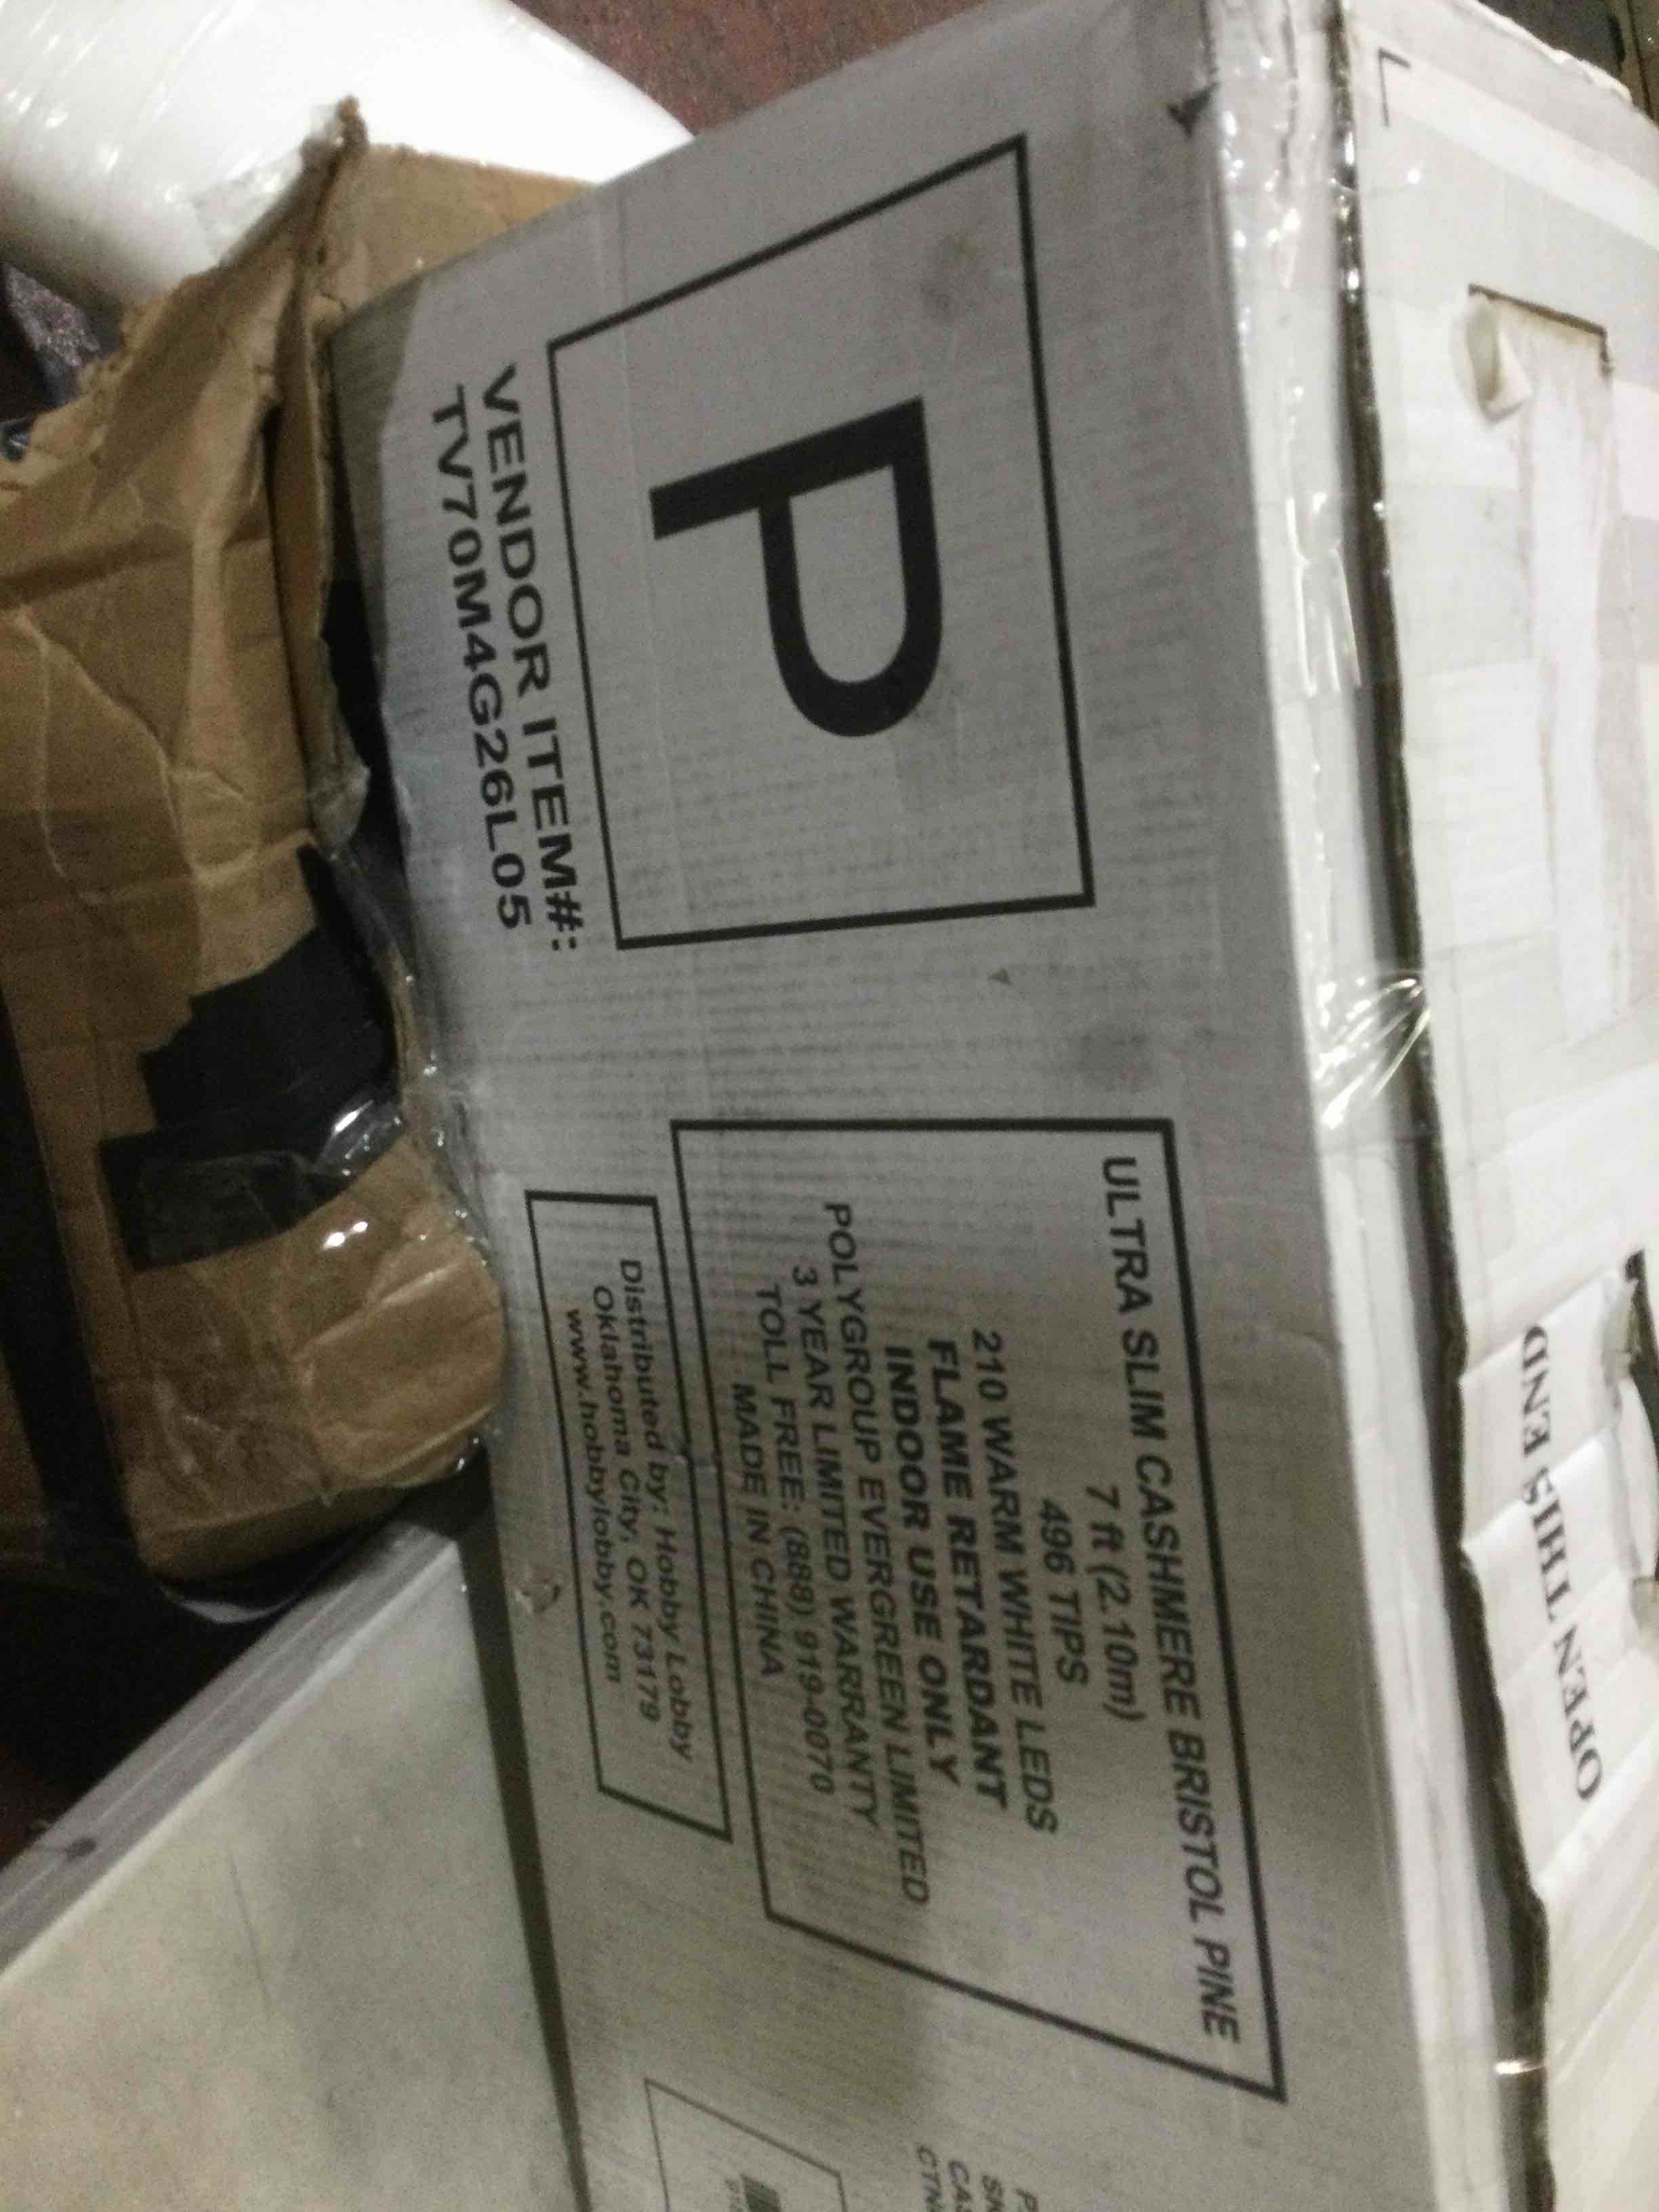 P
VENDOR ITEM#:
TV70M4G26L05
ULTRA SLIM CASHMERE BRISTOL PINE
7 ft (2.10m)
496 TIPS
210 WARM WHITE LEDS
FLAME RETARDANT
INDOOR USE ONLY
POLYGROUP EVERGREEN LIMITED
3 YEAR LIMITED WARRANTY
TOLL FREE: (888) 919-0070
MADE IN CHINA
Distributed by: Hobby Lobby
Oklahoma City, OK 73179
www.hobbylobby.com
OPEN THIS END